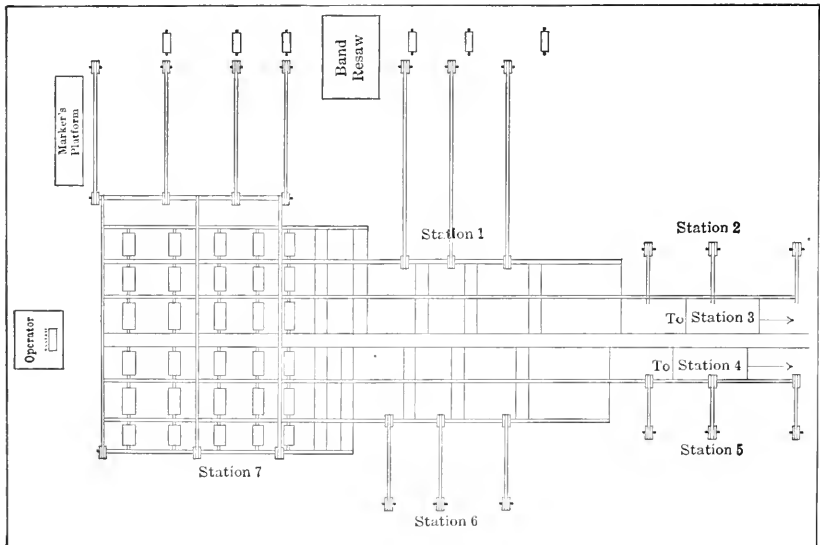 Band
Resaw
Marker's
Platform
Station 1
Station 2
Operator
To Station 3
To Station 4
Station 5
Station 7
Station 6